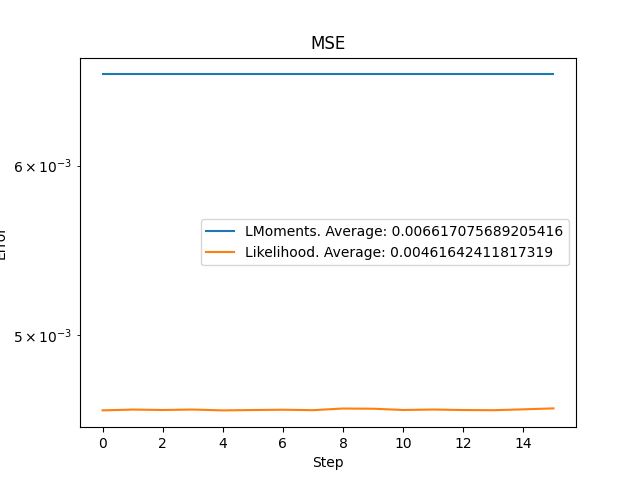 MSE
6 × 10⁻³
LMoments. Average: 0.006617075689205416
Likelihood. Average: 0.00461642411817319
Error
5 × 10⁻³
0 2 4 6 8 10 12 14
Step